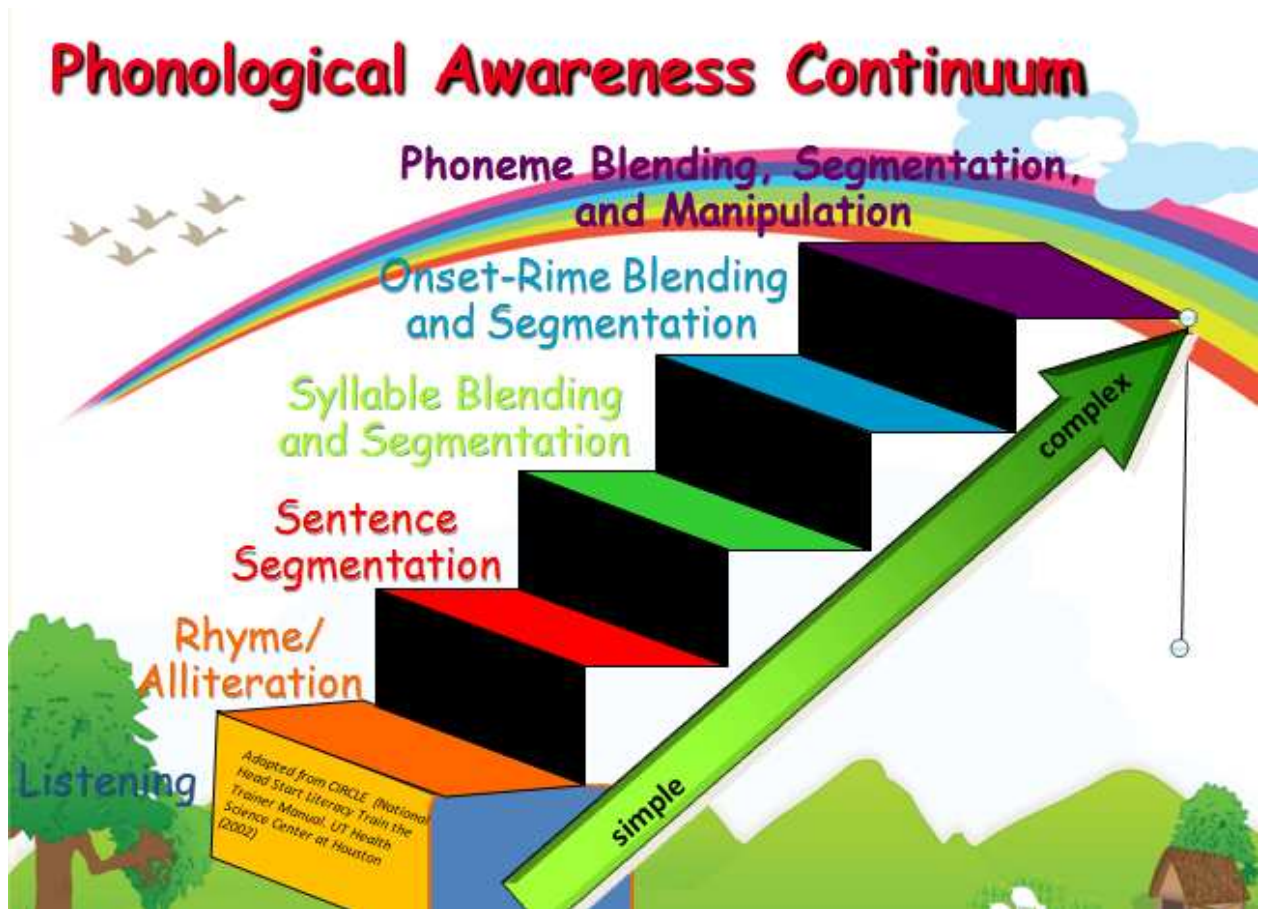 Phonological Awareness Continuum
Phoneme Blending, Segmentation,
and Manipulation
Onset-Rime Blending
and Segmentation
Syllable Blending
and Segmentation
Sentence
Segmentation
Rhyme/
Alliteration
Listening
Adapted from CIRCLE (National
Head Start Literacy Train the
Trainer Manual. UT Health
Science Center at Houston
(2002)
simple
complex